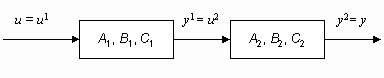 u = u¹
A₁, B₁, C₁
y¹ = u²
A₂, B₂, C₂
y² = y